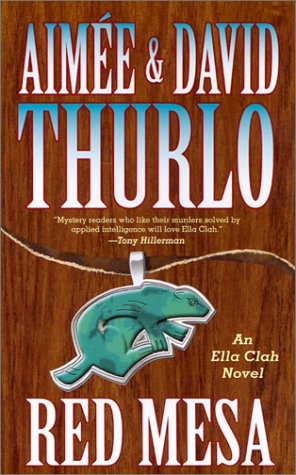 AIMÉE & DAVID
THURLO
"Mystery readers who like their murders solved by
applied intelligence will love Ella Clah."
—Tony Hillerman
An
Ella Clah
Novel
RED MESA